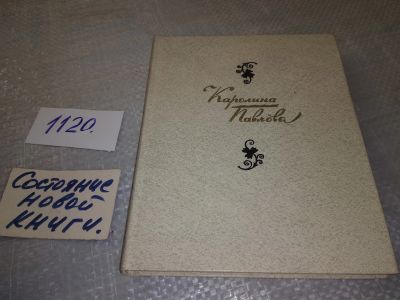 Каролина
Павлова
1120.
Состояние
новой
книги.